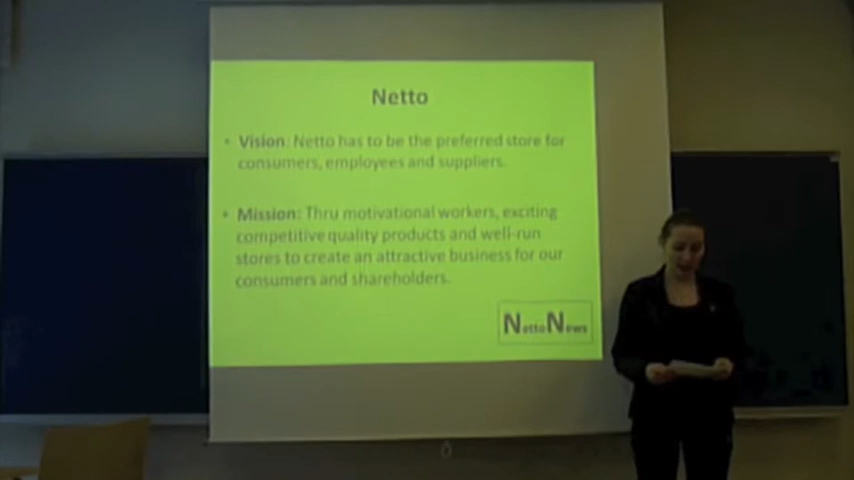 Netto
• Vision: Netto has to be the preferred store for
consumers, employees and suppliers.
• Mission: Thru motivational workers, exciting
competitive quality products and well-run
stores to create an attractive business for our
consumers and shareholders.
NettoNews